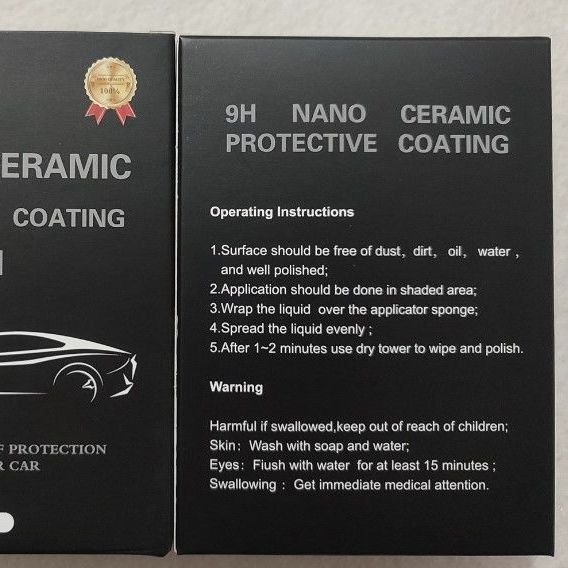 100%
ERAMIC
COATING
PROTECTION
R CAR
9H NANO CERAMIC
PROTECTIVE COATING
Operating Instructions
1.Surface should be free of dust, dirt, oil, water ,
and well polished;
2.Application should be done in shaded area;
3.Wrap the liquid over the applicator sponge;
4.Spread the liquid evenly ;
5.After 1~2 minutes use dry tower to wipe and polish.
Warning
Harmful if swallowed,keep out of reach of children;
Skin: Wash with soap and water;
Eyes: Fiush with water for at least 15 minutes ;
Swallowing : Get immediate medical attention.